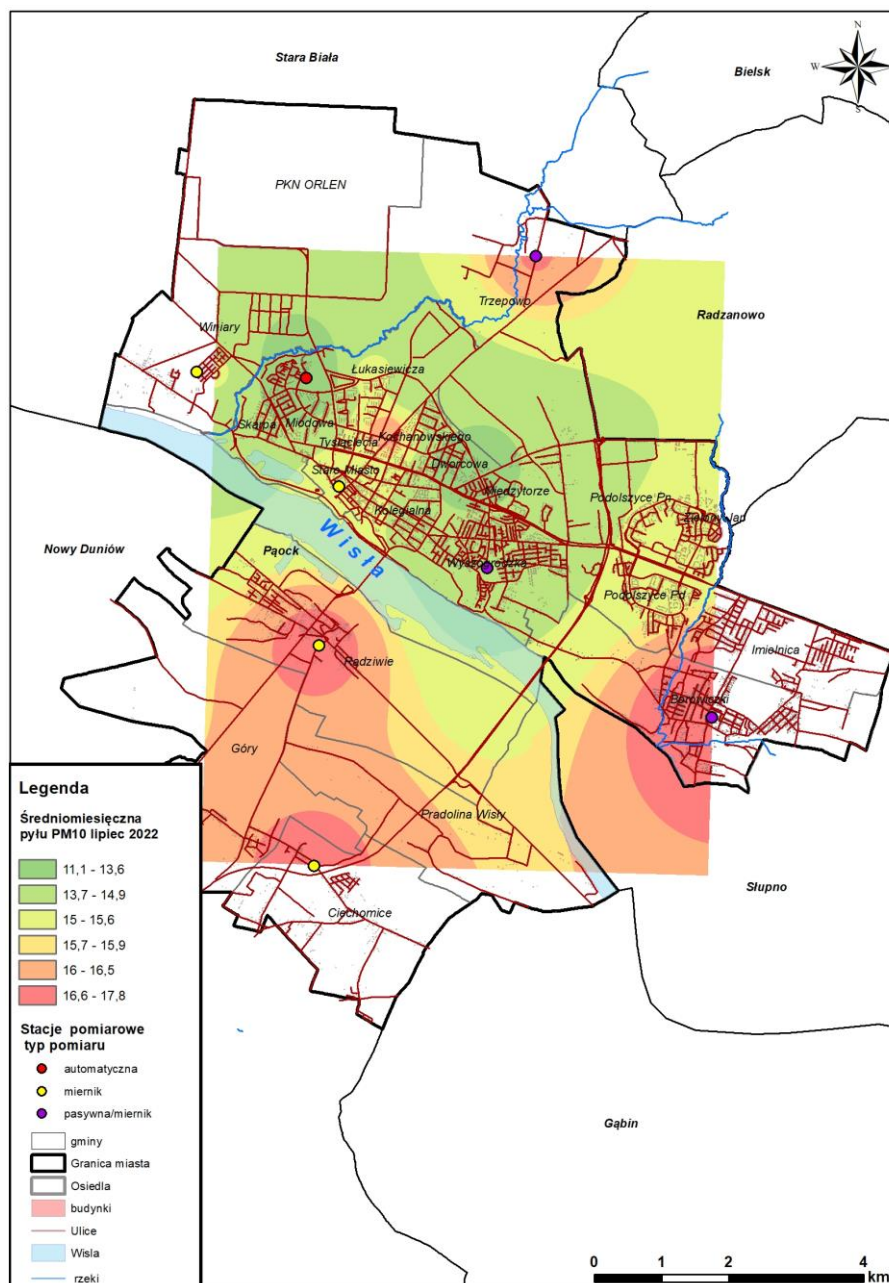 Stara Biała
Bielsk
N
W
S
PKN ORLEN
Trzepowo
Radzanowo
Winiary
Łukasiewicza
Skarpa
Miodowa
Tysiąclecia
Kochanowskiego
Dworcowa
Stare Miasto
Międzytorze
Kolegialna
Podolszyce Pn
Wisła
Nowy Duniów
Pąock
Wyszogrodzka
Podolszyce Pd
Imielnica
Radziwie
Borowiczki
Góry
Pradolina Wisły
Słupno
Ciechomice
Gąbin
Legenda
Średniomiesięczna
pyłu PM10 lipiec 2022
11,1 - 13,6
13,7 - 14,9
15 - 15,6
15,7 - 15,9
16 - 16,5
16,6 - 17,8
Stacje pomiarowe
typ pomiaru
automatyczna
miernik
pasywna/miernik
gminy
Granica miasta
Osiedla
budynki
Ulice
Wisla
rzeki
0 1 2 4
km